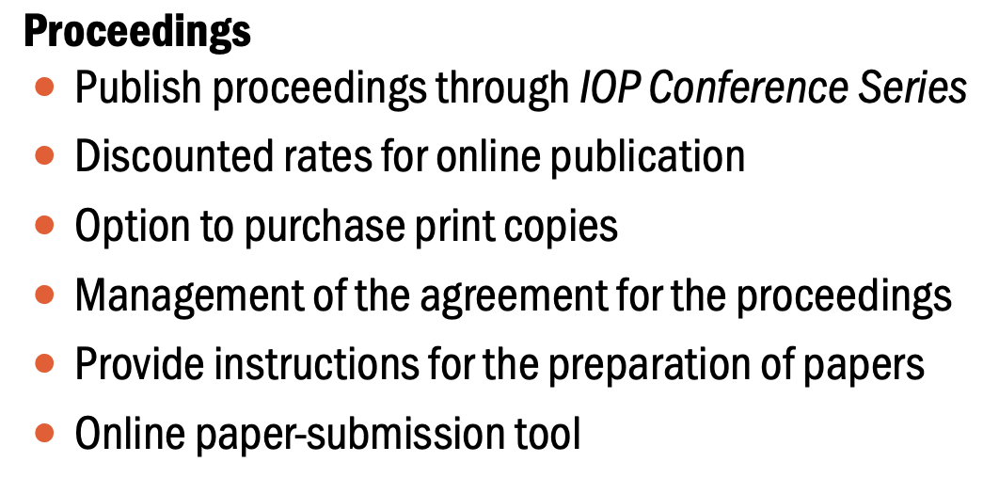 Proceedings
• Publish proceedings through IOP Conference Series
• Discounted rates for online publication
• Option to purchase print copies
• Management of the agreement for the proceedings
• Provide instructions for the preparation of papers
• Online paper-submission tool